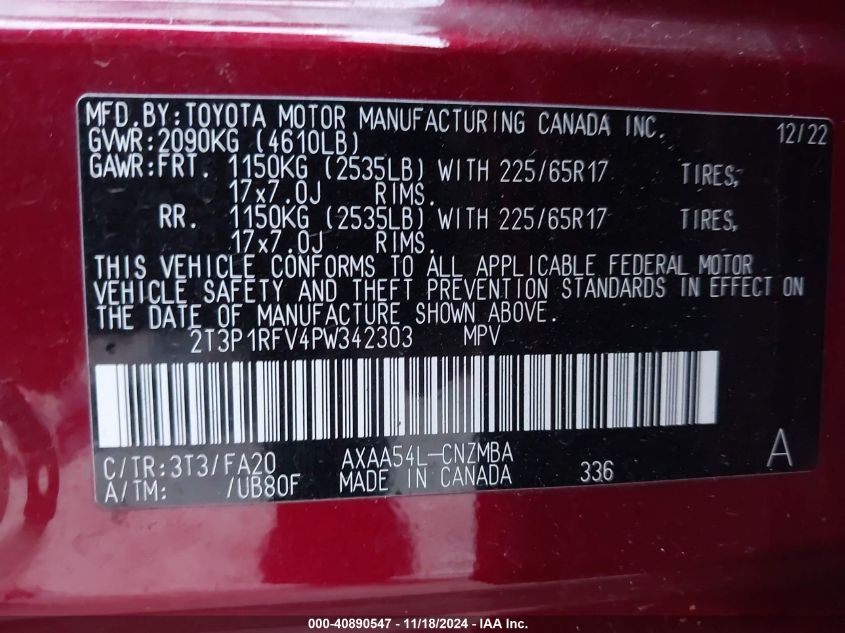 MFD.BY:TOYOTA MOTOR MANUFACTURING CANADA INC. 12/22
GVWR:2090KG (4610LB)
GAWR:FRT. 1150KG (2535LB) WITH 225/65R17 TIRES,
17x7.0J RIMS.
RR. 1150KG (2535LB) WITH 225/65R17 TIRES,
17x7.0J RIMS.
THIS VEHICLE CONFORMS TO ALL APPLICABLE FEDERAL MOTOR
VEHICLE SAFETY AND THEFT PREVENTION STANDARDS IN EFFECT ON
THE DATE OF MANUFACTURE SHOWN ABOVE.
2T3P1RFV4PW342303 MPV
C/TR:3T3/FA20 AXAA54L-CNZMBA A
A/TM: /UB80F MADE IN CANADA 336
000-40890547 - 11/18/2024 - IAA Inc.